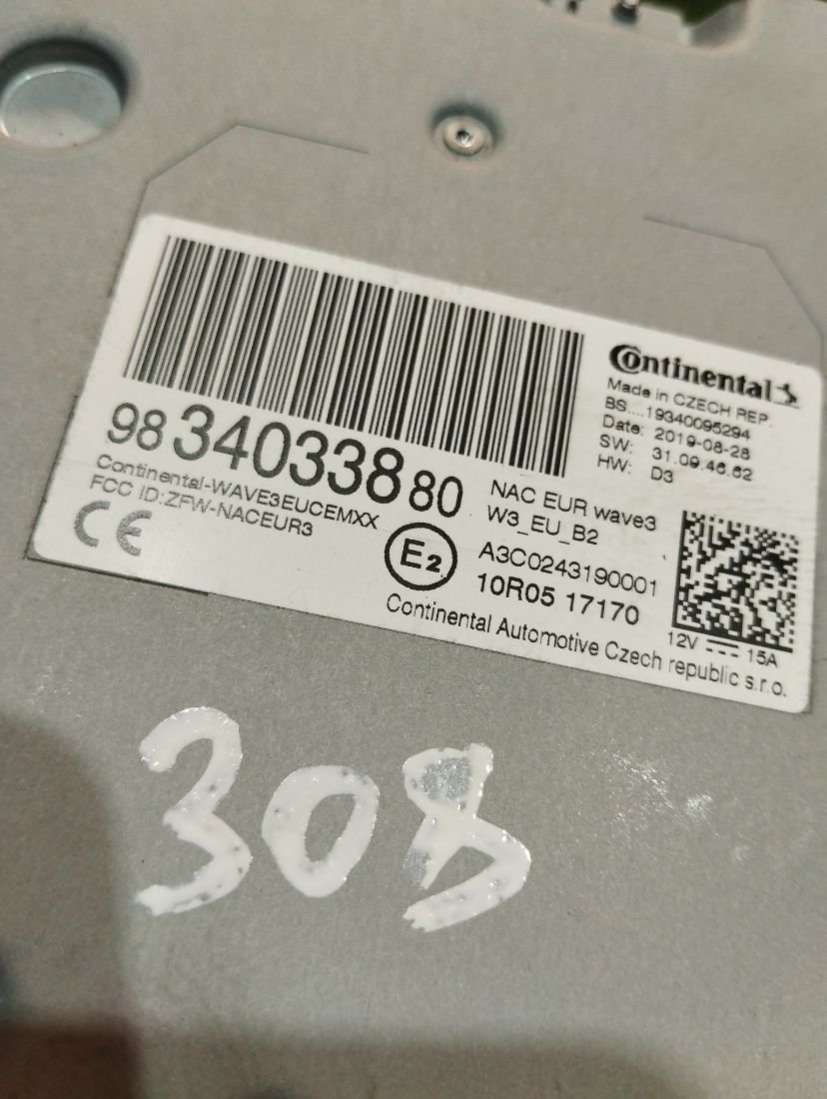 Continental
Made in CZECH REP.
BS....19340095294
Date: 2019-08-28
SW: 31.09.46.62
HW: D3
98 340338 80
Continental-WAVE3EUCEMXX
FCC ID:ZFW-NACEUR3
CE
E2
NAC EUR wave3
W3_EU_B2
A3C0243190001
10R05 17170
12V 15A
Continental Automotive Czech republic s.r.o.
308